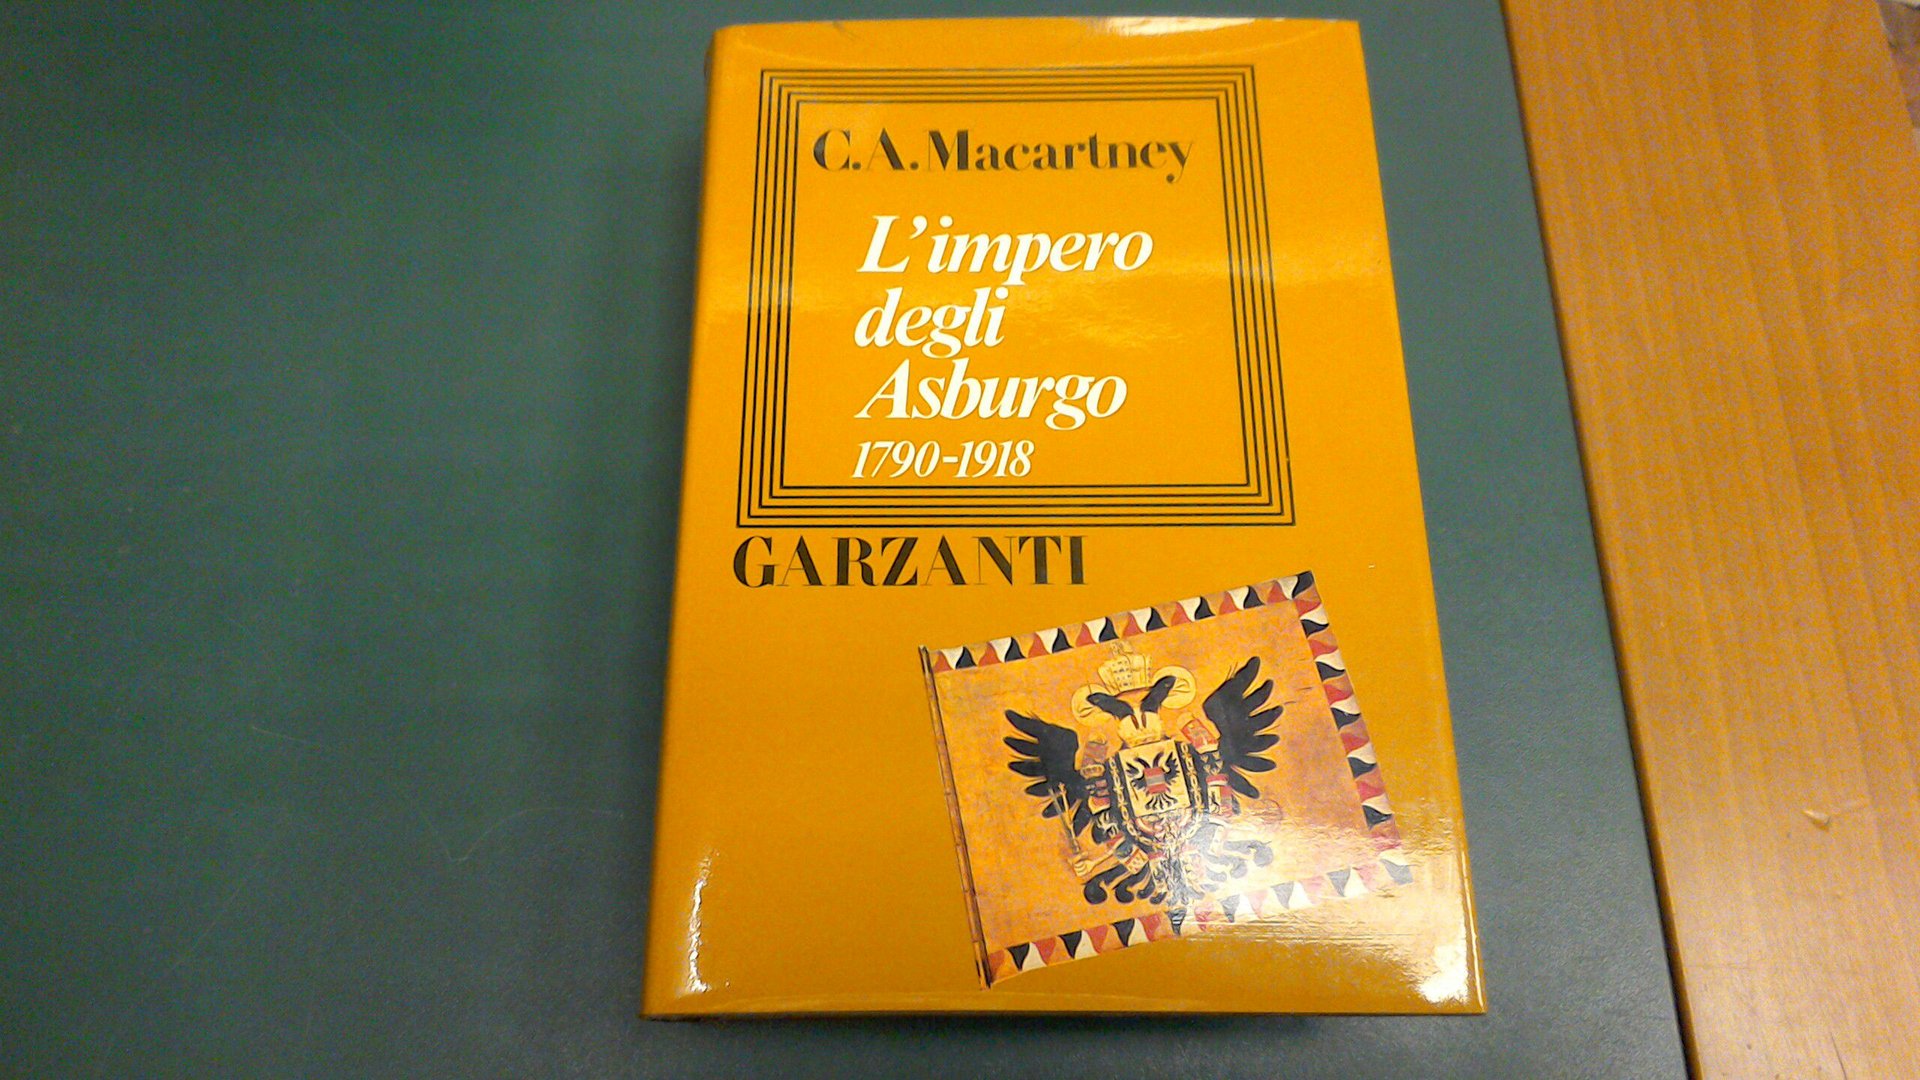 C.A.Macartney
L'impero
degli
Asburgo
1790-1918
GARZANTI